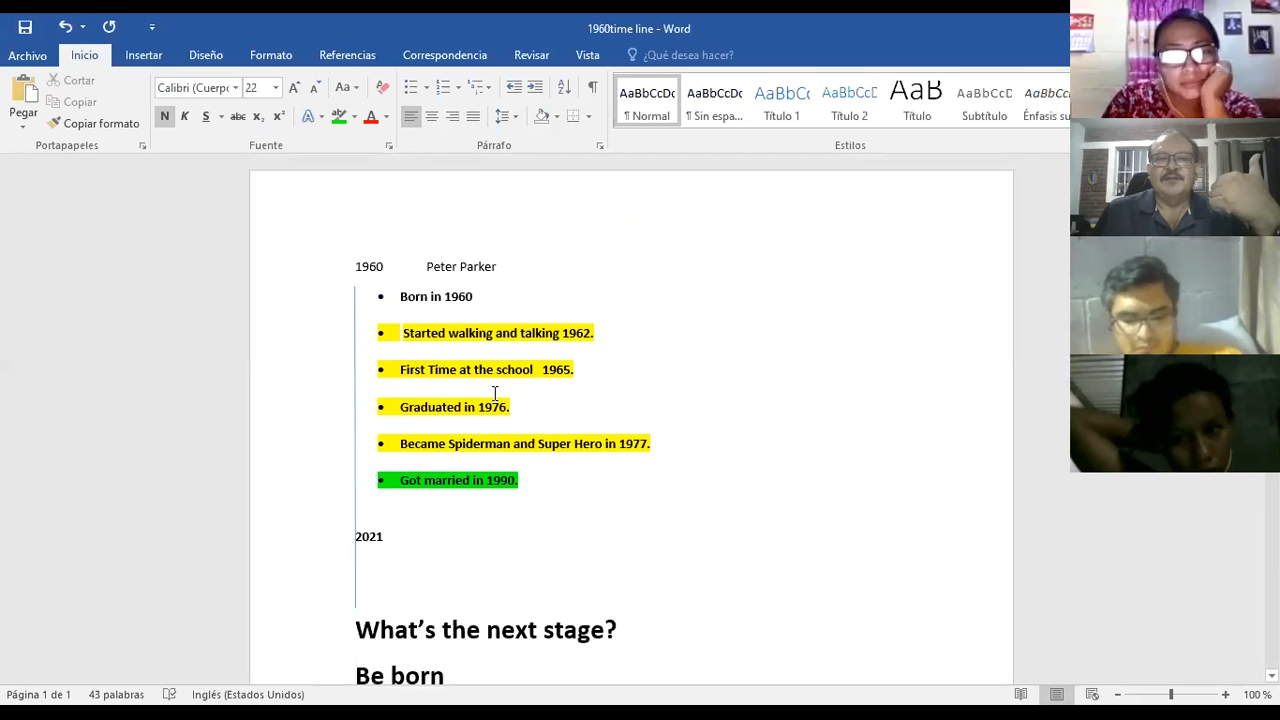 1960time line - Word
Archivo Inicio Insertar Diseño Formato Referencias Correspondencia Revisar Vista ¿Qué desea hacer?
Pegar
Cortar
Copiar
Copiar formato
Portapapeles
Calibri (Cuerpo 22
Fuente
Párrafo
AaBbCcDc AaBbCcDc AaBbCc AaBbCcD AaB AaBbCcD AaBbCcDc
¶ Normal ¶ Sin espa... Título 1 Título 2 Título Subtítulo Énfasis su
Estilos
1960 Peter Parker
• Born in 1960
• Started walking and talking 1962.
• First Time at the school 1965.
• Graduated in 1976.
• Became Spiderman and Super Hero in 1977.
• Got married in 1990.
2021
What’s the next stage?
Be born
Página 1 de 1 43 palabras Inglés (Estados Unidos) 100 %